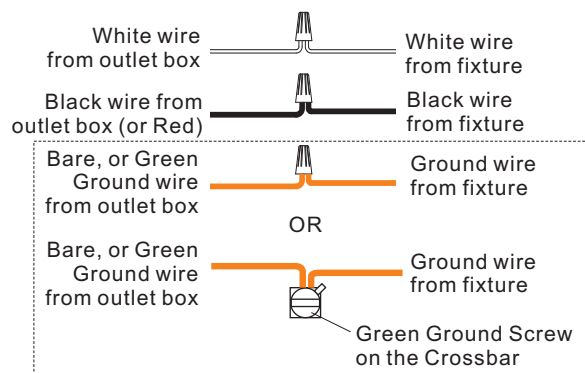 White wire
from outlet box
White wire
from fixture
Black wire from
outlet box (or Red)
Black wire
from fixture
Bare, or Green
Ground wire
from outlet box
Ground wire
from fixture
OR
Bare, or Green
Ground wire
from outlet box
Ground wire
from fixture
Green Ground Screw
on the Crossbar